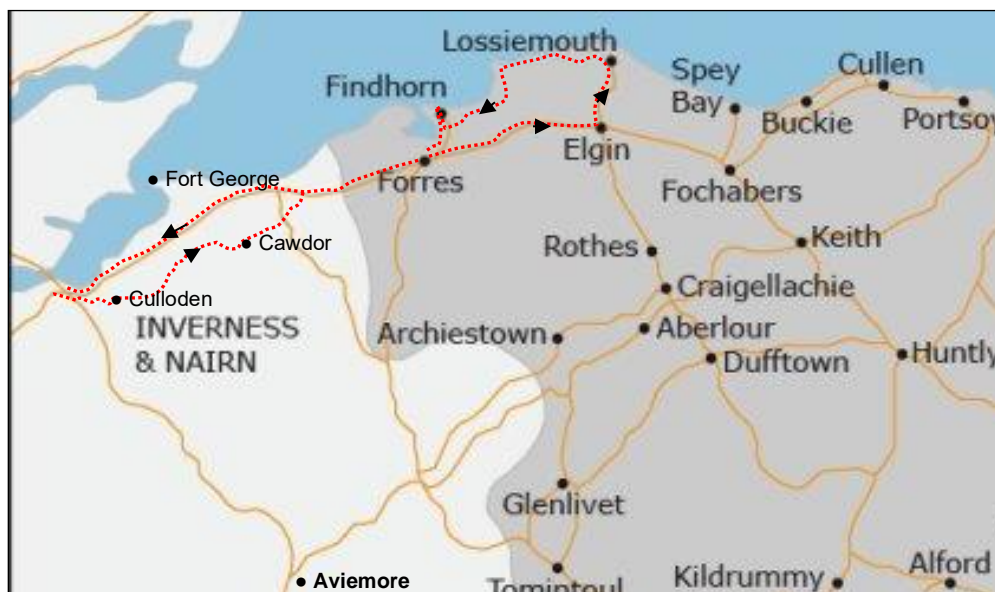 Lossiemouth
Findhorn
Spey
Bay
Cullen
Buckie
Portsoy
Elgin
Forres
Fochabers
Fort George
Cawdor
Rothes
Keith
Culloden
Craigellachie
INVERNESS
& NAIRN
Archiestown
Aberlour
Dufftown
Huntly
Glenlivet
Aviemore
Tomintoul
Kildrummy
Alford